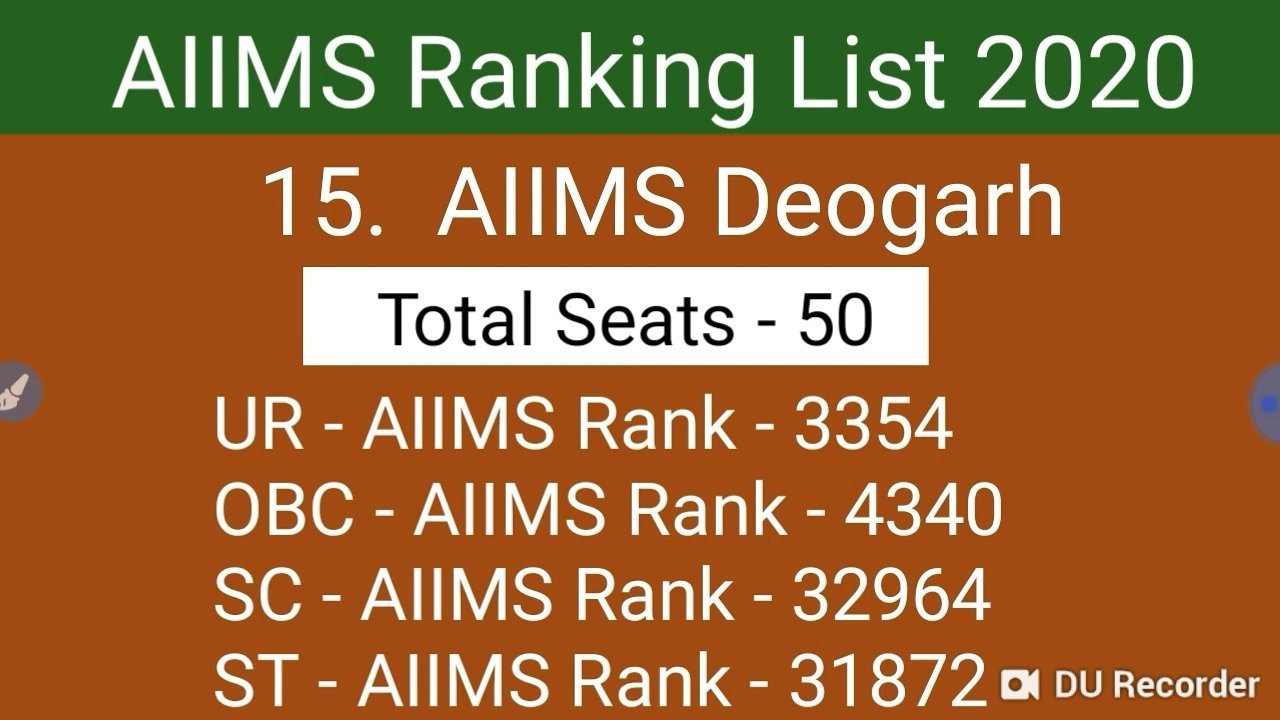 AIIMS Ranking List 2020
15. AIIMS Deogarh
Total Seats - 50
UR - AIIMS Rank - 3354
OBC - AIIMS Rank - 4340
SC - AIIMS Rank - 32964
ST - AIIMS Rank - 31872
DU Recorder